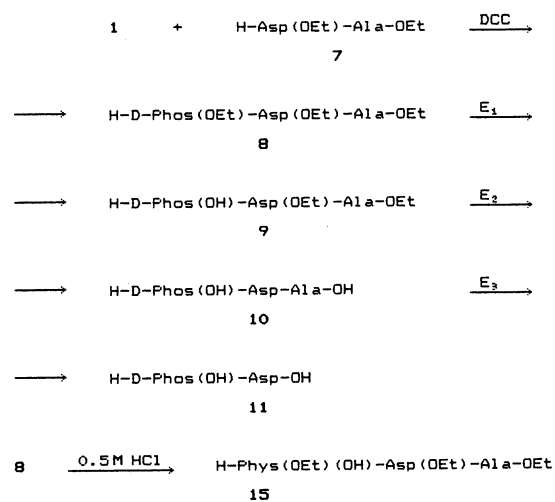 1 + H-Asp(OEt)-Ala-OEt DCC
7
H-D-Phos(OEt)-Asp(OEt)-Ala-OEt E₁
8
H-D-Phos(OH)-Asp(OEt)-Ala-OEt E₂
9
H-D-Phos(OH)-Asp-Ala-OH E₃
10
H-D-Phos(OH)-Asp-OH
11
8 0.5M HCl H-Phys(OEt)(OH)-Asp(OEt)-Ala-OEt
15